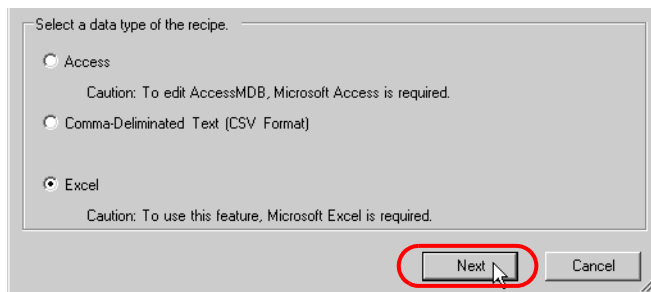 Select a data type of the recipe.
Access
Caution: To edit AccessMDB, Microsoft Access is required.
Comma-Deliminated Text (CSV Format)
Excel
Caution: To use this feature, Microsoft Excel is required.
Next
Cancel